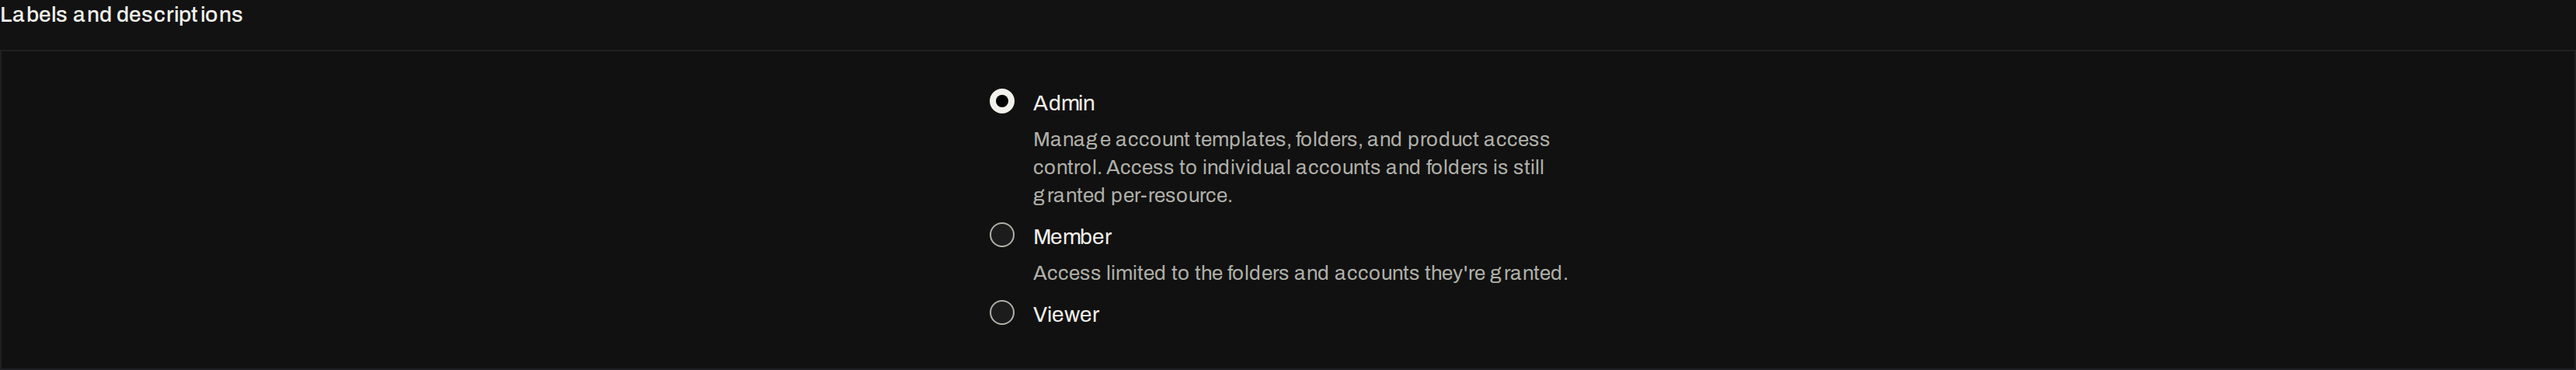 Labels and descriptions
Admin
Manage account templates, folders, and product access
control. Access to individual accounts and folders is still
granted per-resource.
Member
Access limited to the folders and accounts they're granted.
Viewer